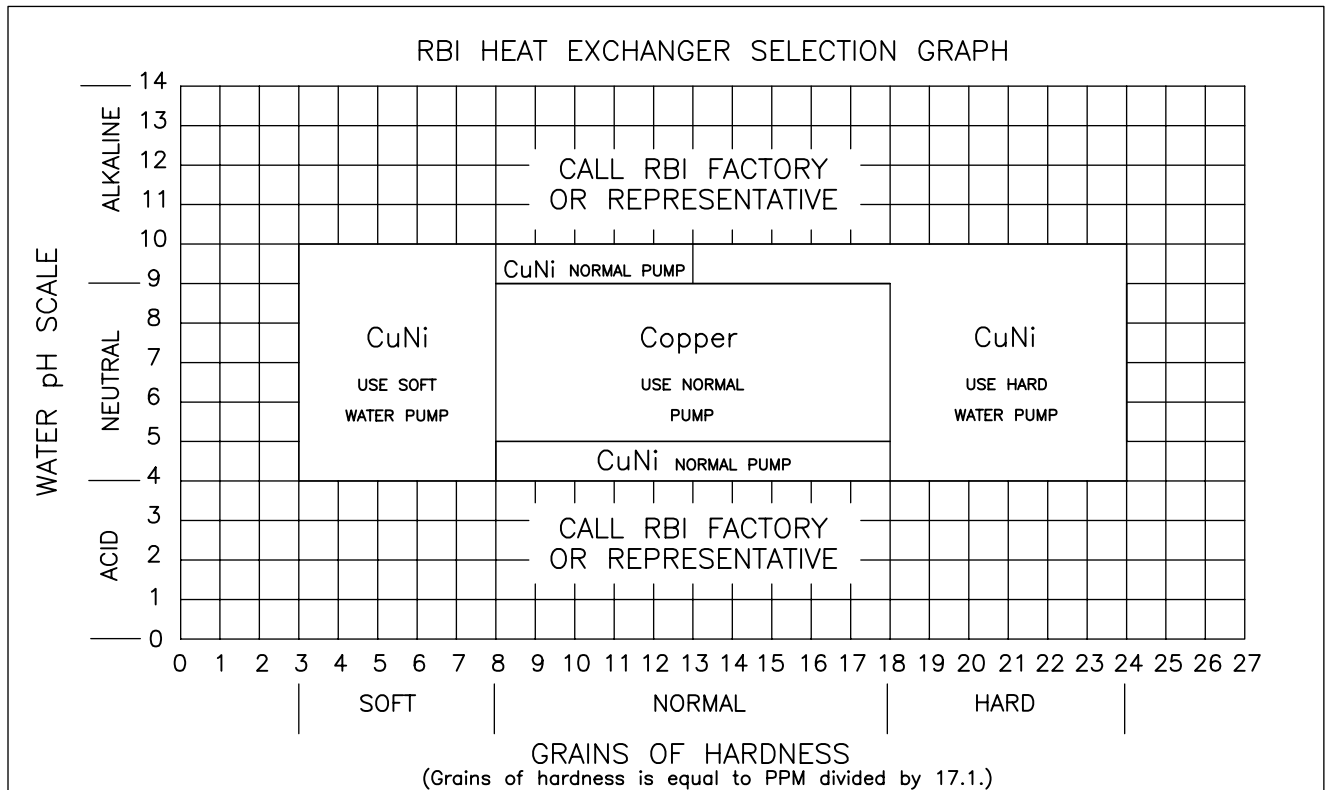 RBI HEAT EXCHANGER SELECTION GRAPH
WATER pH SCALE
ALKALINE
NEUTRAL
ACID
14
13
12
11
10
9
8
7
6
5
4
3
2
1
0
CALL RBI FACTORY
OR REPRESENTATIVE
CuNi NORMAL PUMP
CuNi
USE SOFT
WATER PUMP
Copper
USE NORMAL
PUMP
CuNi
USE HARD
WATER PUMP
CuNi NORMAL PUMP
CALL RBI FACTORY
OR REPRESENTATIVE
0 1 2 3 4 5 6 7 8 9 10 11 12 13 14 15 16 17 18 19 20 21 22 23 24 25 26 27
SOFT NORMAL HARD
GRAINS OF HARDNESS
(Grains of hardness is equal to PPM divided by 17.1.)